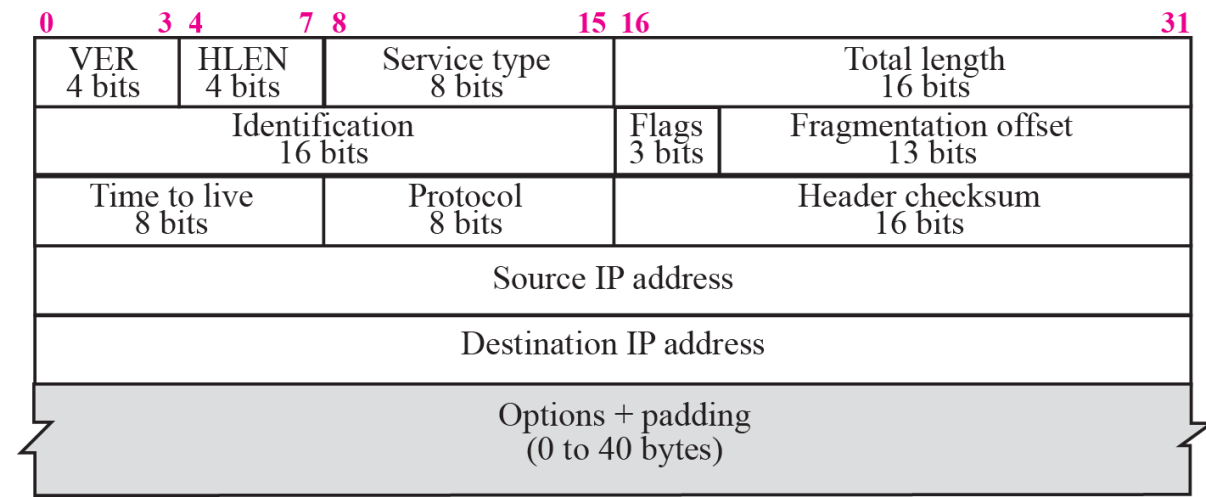 0 3 4 7 8 15 16 31
VER HLEN Service type Total length
4 bits 4 bits 8 bits 16 bits
Identification Flags Fragmentation offset
16 bits 3 bits 13 bits
Time to live Protocol Header checksum
8 bits 8 bits 16 bits
Source IP address
Destination IP address
Options + padding
(0 to 40 bytes)